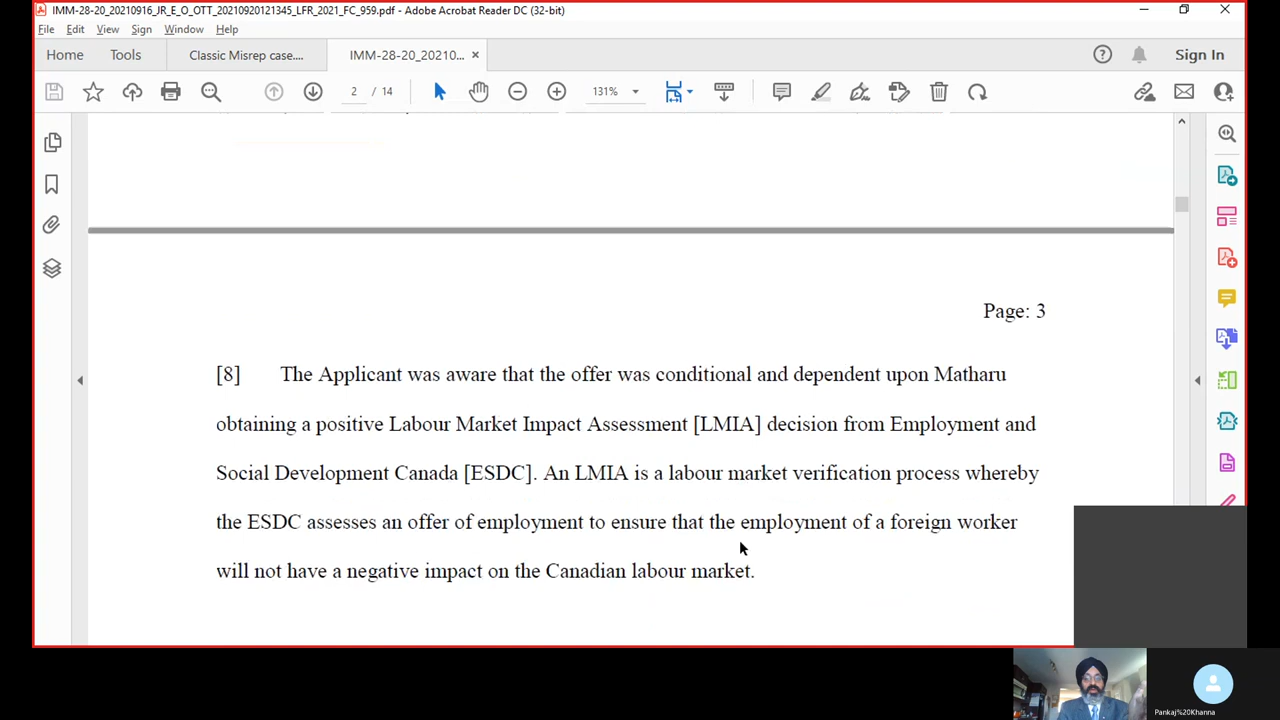 IMM-28-20_20210916_JR_E_O_OTT_20210920121345_LFR_2021_FC_959.pdf - Adobe Acrobat Reader DC (32-bit)
File Edit View Sign Window Help
Home Tools Classic Misrep case.... IMM-28-20_20210... × Sign In
2 / 14 131%
Page: 3
[8] The Applicant was aware that the offer was conditional and dependent upon Matharu
obtaining a positive Labour Market Impact Assessment [LMIA] decision from Employment and
Social Development Canada [ESDC]. An LMIA is a labour market verification process whereby
the ESDC assesses an offer of employment to ensure that the employment of a foreign worker
will not have a negative impact on the Canadian labour market.
Pankaj%20Khanna